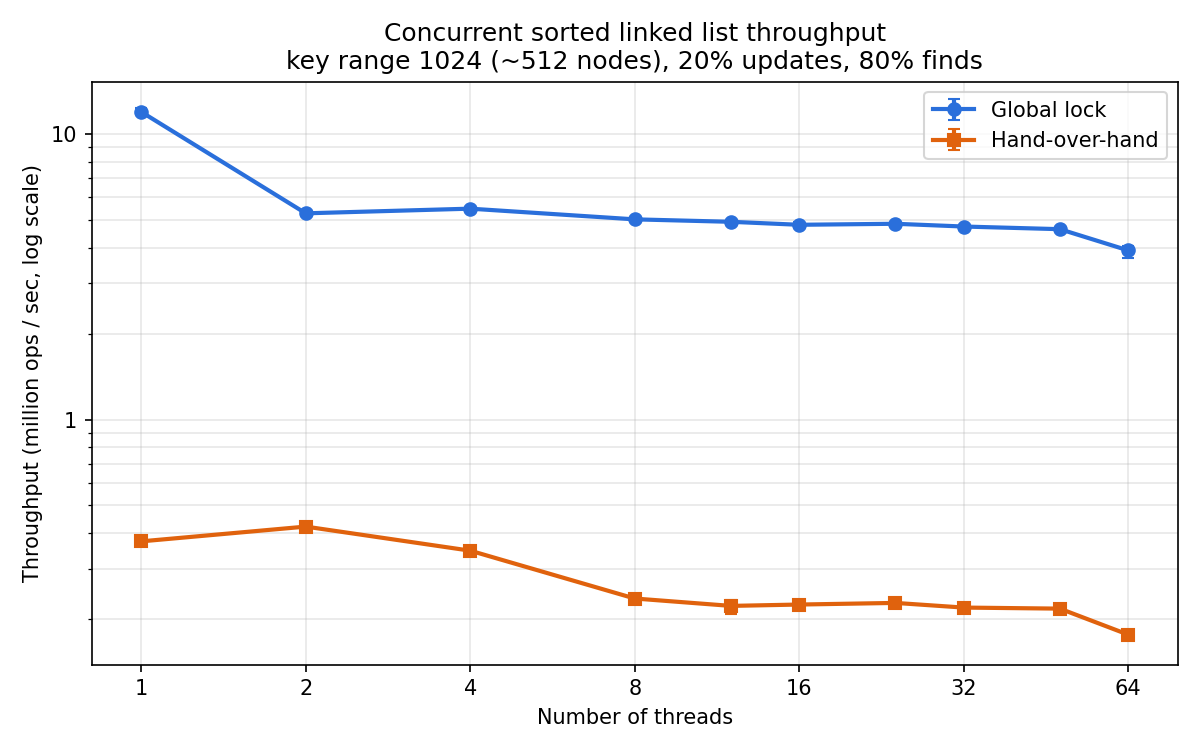 Concurrent sorted linked list throughput
key range 1024 (~512 nodes), 20% updates, 80% finds
Throughput (million ops / sec, log scale)
10
1
Global lock
Hand-over-hand
1 2 4 8 16 32 64
Number of threads